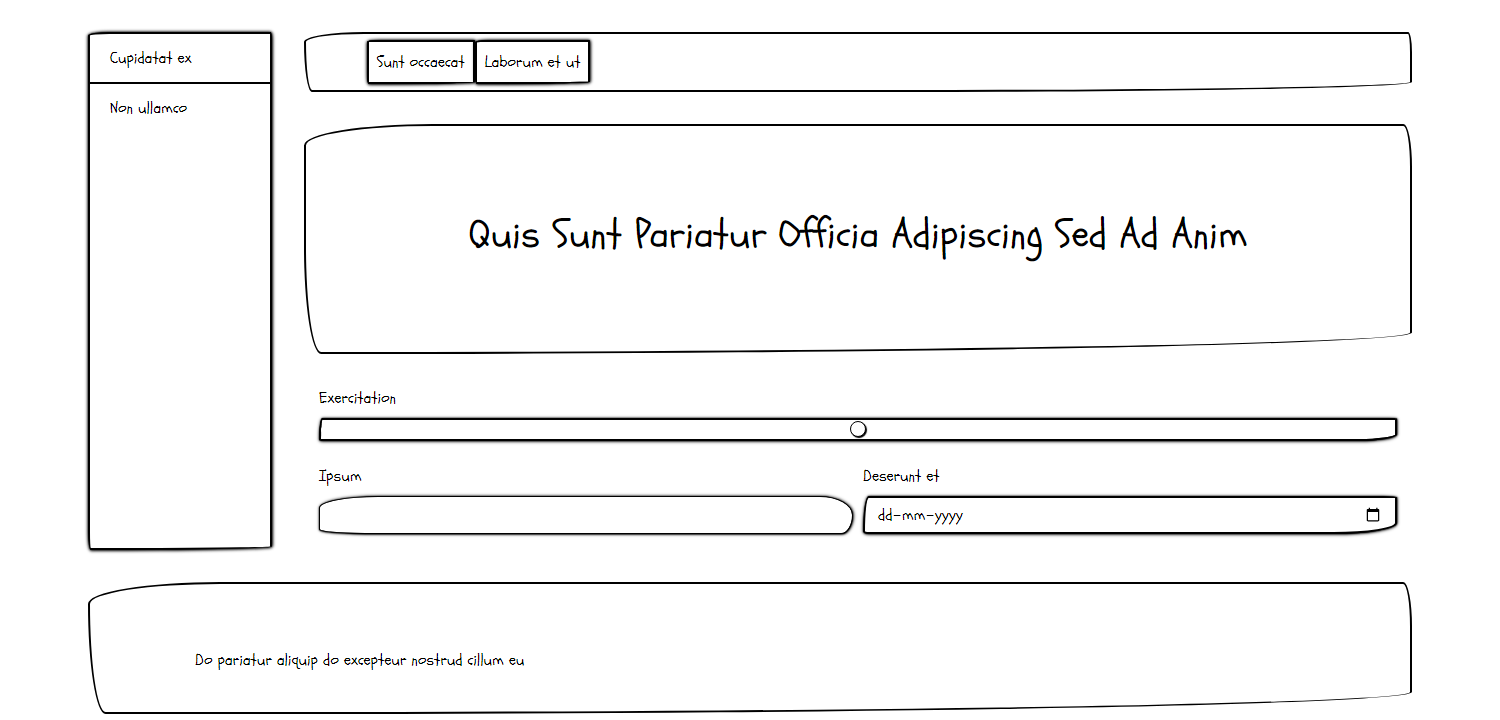 Cupidatat ex
Non ullamco
Sunt occaecat
Laborum et ut
Quis Sunt Pariatur Officia Adipiscing Sed Ad Anim
Exercitation
Ipsum
Deserunt et
dd-mm-yyyy
Do pariatur aliquip do excepteur nostrud cillum eu